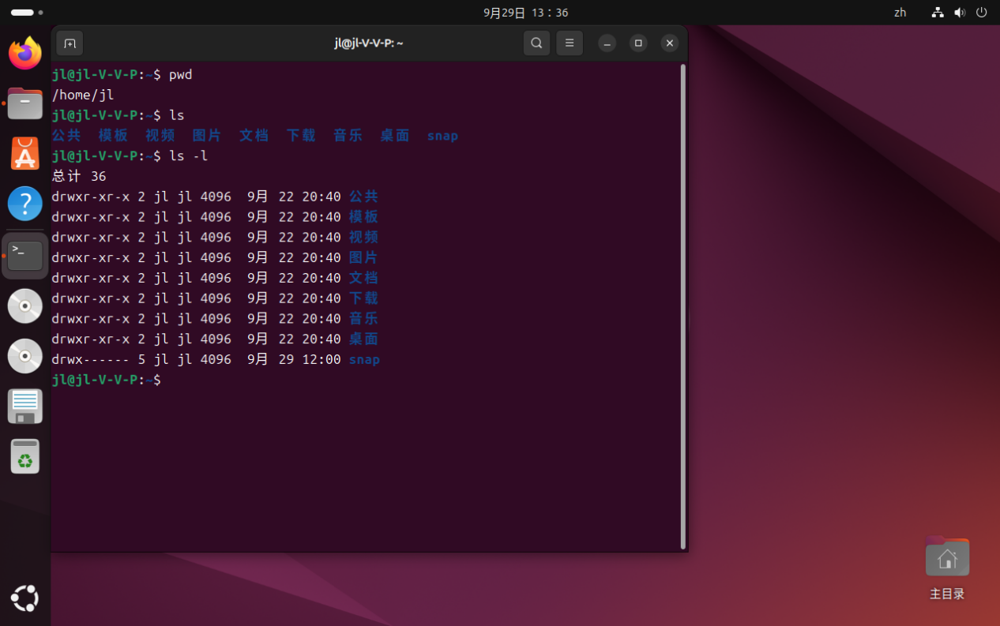 9月29日 13：36
zh
jl@jl-V-V-P: ~
jl@jl-V-V-P:~$ pwd
/home/jl
jl@jl-V-V-P:~$ ls
公共 模板 视频 图片 文档 下载 音乐 桌面 snap
jl@jl-V-V-P:~$ ls -l
总计 36
drwxr-xr-x 2 jl jl 4096 9月 22 20:40 公共
drwxr-xr-x 2 jl jl 4096 9月 22 20:40 模板
drwxr-xr-x 2 jl jl 4096 9月 22 20:40 视频
drwxr-xr-x 2 jl jl 4096 9月 22 20:40 图片
drwxr-xr-x 2 jl jl 4096 9月 22 20:40 文档
drwxr-xr-x 2 jl jl 4096 9月 22 20:40 下载
drwxr-xr-x 2 jl jl 4096 9月 22 20:40 音乐
drwxr-xr-x 2 jl jl 4096 9月 22 20:40 桌面
drwx------ 5 jl jl 4096 9月 29 12:00 snap
jl@jl-V-V-P:~$
主目录